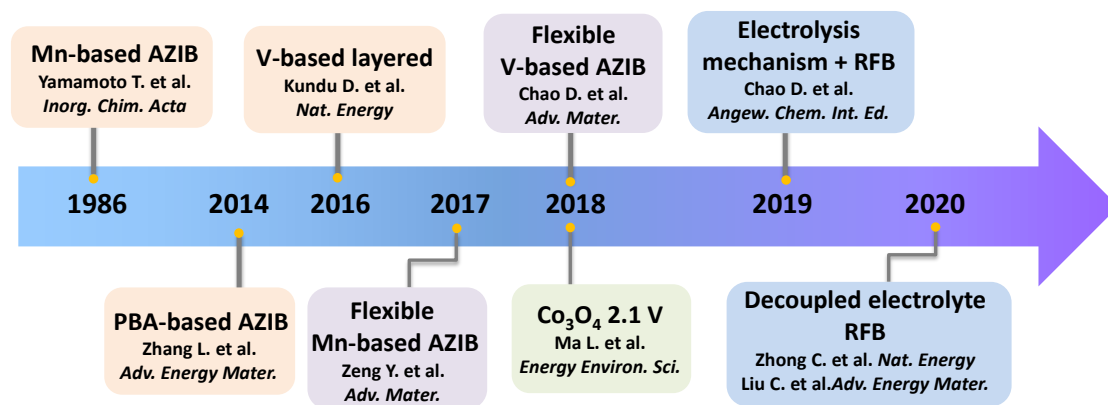 Mn-based AZIB
Yamamoto T. et al.
Inorg. Chim. Acta
V-based layered
Kundu D. et al.
Nat. Energy
Flexible
V-based AZIB
Chao D. et al.
Adv. Mater.
Electrolysis
mechanism + RFB
Chao D. et al.
Angew. Chem. Int. Ed.
1986 2014 2016 2017 2018 2019 2020
PBA-based AZIB
Zhang L. et al.
Adv. Energy Mater.
Flexible
Mn-based AZIB
Zeng Y. et al.
Adv. Mater.
Co₃O₄ 2.1 V
Ma L. et al.
Energy Environ. Sci.
Decoupled electrolyte
RFB
Zhong C. et al. Nat. Energy
Liu C. et al.Adv. Energy Mater.